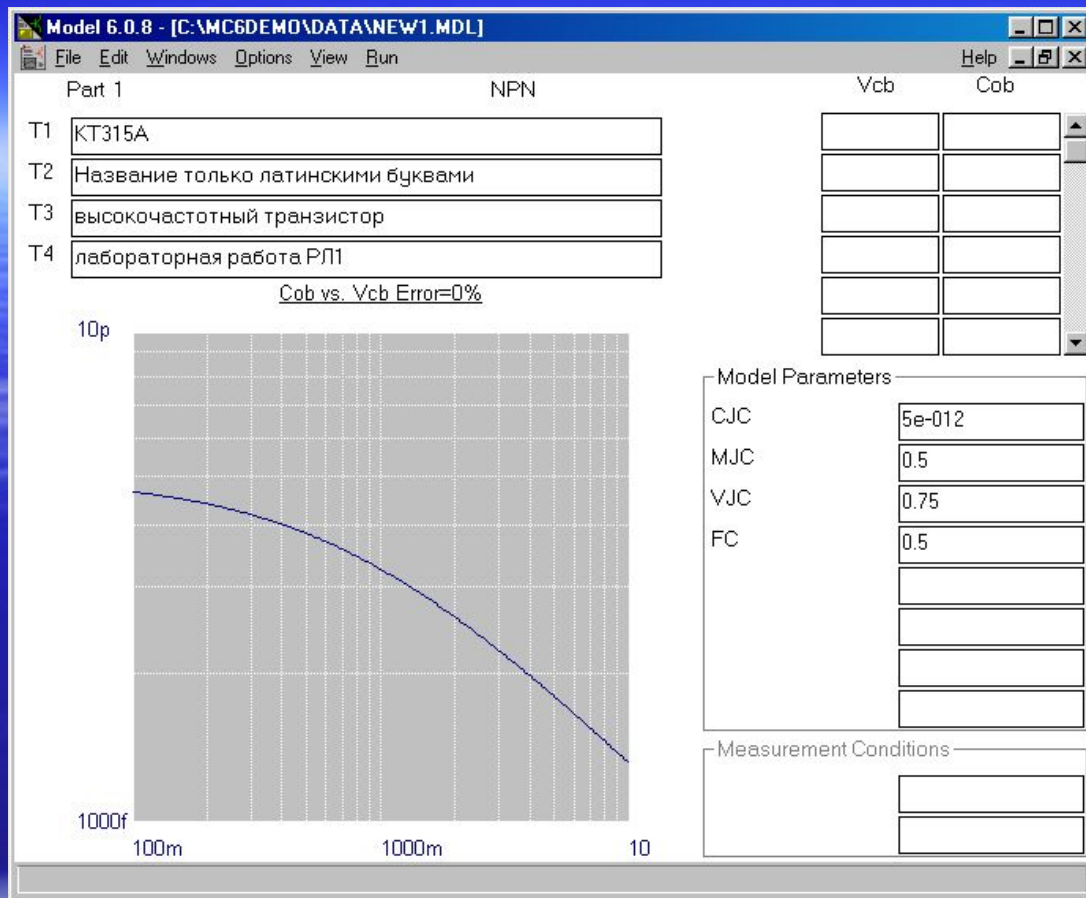 Model 6.0.8 - [C:\MC6DEMO\DATA\NEW1.MDL]
File Edit Windows Options View Run Help
Part 1 NPN Vcb Cob
T1 KT315A
T2 Название только латинскими буквами
T3 высокочастотный транзистор
T4 лабораторная работа РЛ1
Cob vs. Vcb Error=0%
10p
1000f
100m 1000m 10
Model Parameters
CJC 5e-012
MJC 0.5
VJC 0.75
FC 0.5
Measurement Conditions